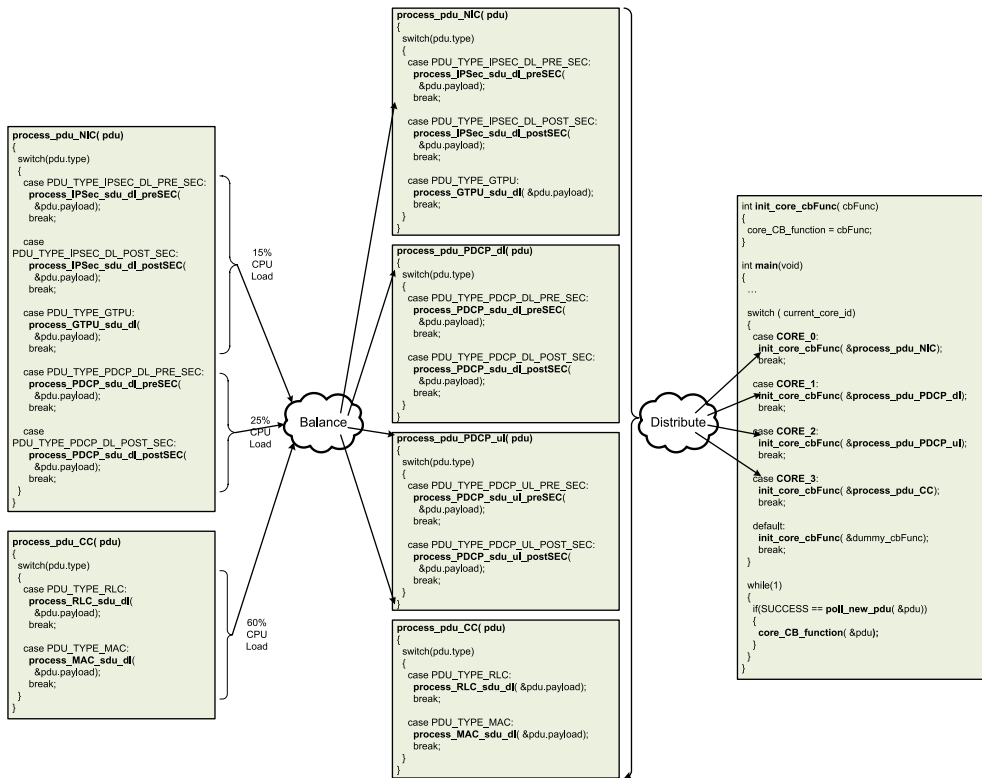 process_pdu_NIC( pdu)
{
switch(pdu.type)
{
case PDU_TYPE_IPSEC_DL_PRE_SEC:
process_IPSec_sdu_dl_preSEC(
&pdu.payload);
break;
case
PDU_TYPE_IPSEC_DL_POST_SEC:
process_IPsec_sdu_dl_postSEC(
&pdu.payload);
break;
case PDU_TYPE_GTPU:
process_GTPU_sdu_dl(
&pdu.payload);
break;
case PDU_TYPE_PDCP_DL_PRE_SEC:
process_PDCP_sdu_dl_preSEC(
&pdu.payload);
break;
case
PDU_TYPE_PDCP_DL_POST_SEC:
process_PDCP_sdu_dl_postSEC(
&pdu.payload);
break;
}
}
process_pdu_CC( pdu)
{
switch(pdu.type)
{
case PDU_TYPE_RLC:
process_RLC_sdu_dl(
&pdu.payload);
break;
case PDU_TYPE_MAC:
process_MAC_sdu_dl(
&pdu.payload);
break;
}
}
15%
CPU
Load
25%
CPU
Load
60%
CPU
Load
Balance
process_pdu_NIC( pdu)
{
switch(pdu.type)
{
case PDU_TYPE_IPSEC_DL_PRE_SEC:
process_IPSec_sdu_dl_preSEC(
&pdu.payload);
break;
case PDU_TYPE_IPSEC_DL_POST_SEC:
process_IPSec_sdu_dl_postSEC(
&pdu.payload);
break;
case PDU_TYPE_GTPU:
process_GTPU_sdu_dl( &pdu.payload);
break;
}
}
process_pdu_PDCP_dl( pdu)
{
switch(pdu.type)
{
case PDU_TYPE_PDCP_DL_PRE_SEC:
process_PDCP_sdu_dl_preSEC(
&pdu.payload);
break;
case PDU_TYPE_PDCP_DL_POST_SEC:
process_PDCP_sdu_dl_postSEC(
&pdu.payload);
break;
}
}
process_pdu_PDCP_ul( pdu)
{
switch(pdu.type)
{
case PDU_TYPE_PDCP_UL_PRE_SEC:
process_PDCP_sdu_ul_preSEC(
&pdu.payload);
break;
case PDU_TYPE_PDCP_UL_POST_SEC:
process_PDCP_sdu_ul_postSEC(
&pdu.payload);
break;
}
}
process_pdu_CC( pdu)
{
switch(pdu.type)
{
case PDU_TYPE_RLC:
process_RLC_sdu_dl( &pdu.payload);
break;
case PDU_TYPE_MAC:
process_MAC_sdu_dl( &pdu.payload);
break;
}
}
Distribute
int init_core_cbFunc( cbFunc)
{
core_CB_function = cbFunc;
}
int main(void)
{
…
switch ( current_core_id)
{
case CORE_0:
init_core_cbFunc( &process_pdu_NIC);
break;
case CORE_1:
init_core_cbFunc( &process_pdu_PDCP_dl);
break;
case CORE_2:
init_core_cbFunc( &process_pdu_PDCP_ul);
break;
case CORE_3:
init_core_cbFunc( &process_pdu_CC);
break;
default:
init_core_cbFunc( &dummy_cbFunc);
break;
}
while(1)
{
if(SUCCESS == poll_new_pdu( &pdu))
{
core_CB_function( &pdu);
}
}
}